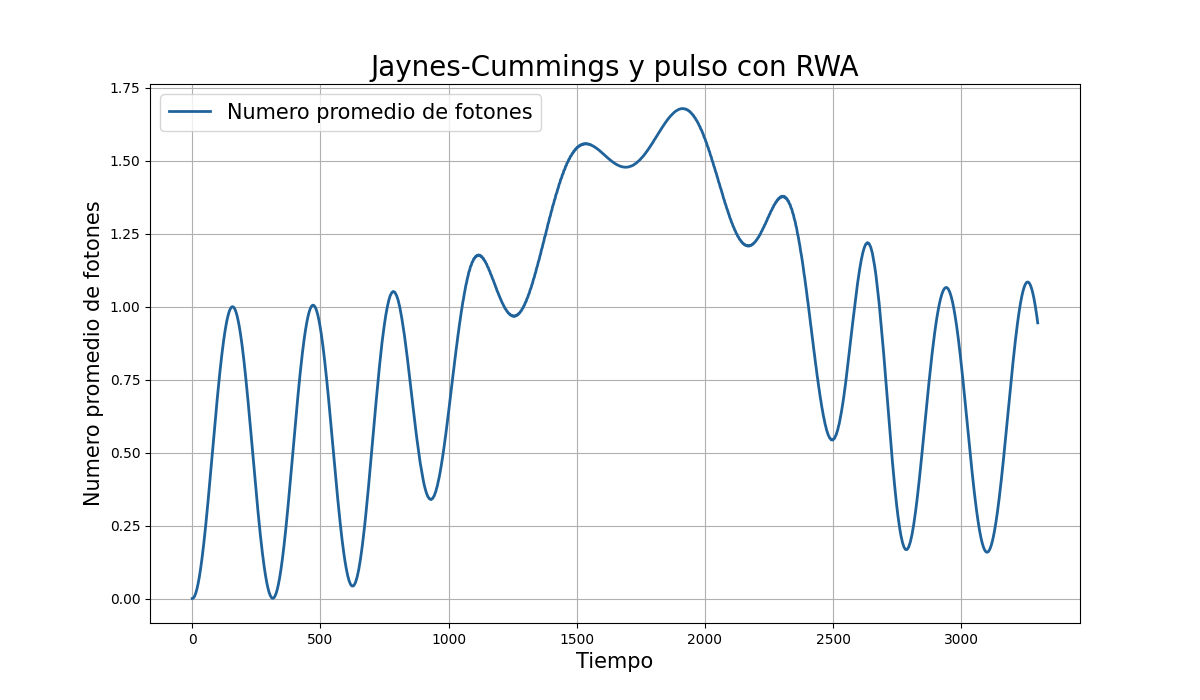 Jaynes-Cummings y pulso con RWA
Numero promedio de fotones
Numero promedio de fotones
1.75
1.50
1.25
1.00
0.75
0.50
0.25
0.00
0 500 1000 1500 2000 2500 3000
Tiempo